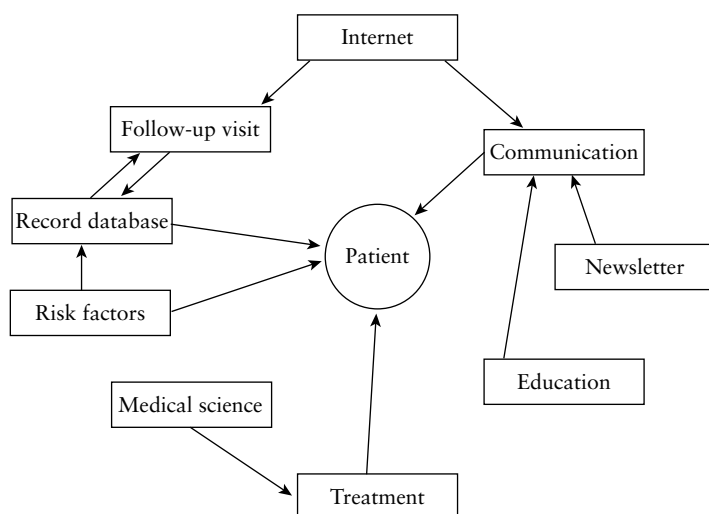 Internet
Follow-up visit
Communication
Record database
Patient
Newsletter
Risk factors
Education
Medical science
Treatment